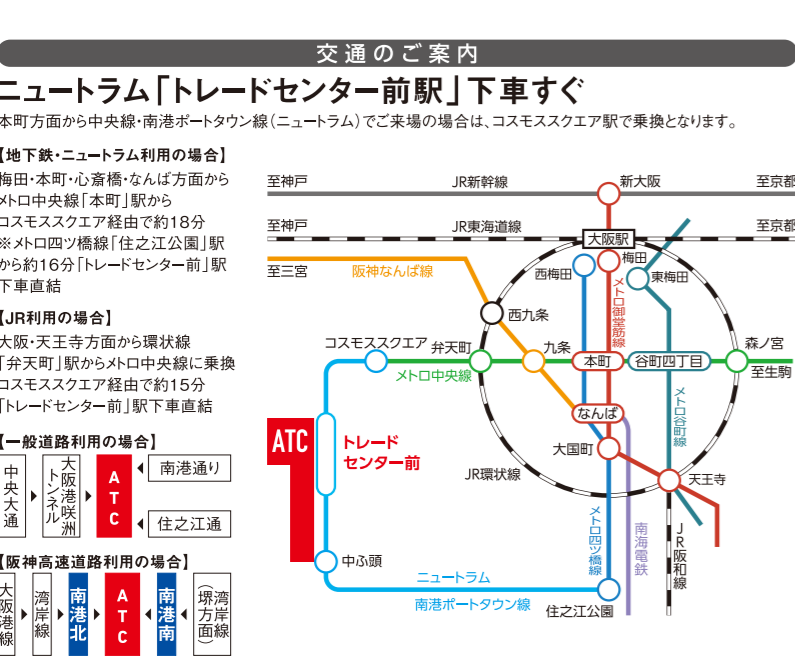 交通のご案内
ニュートラム「トレードセンター前駅」下車すぐ
本町方面から中央線・南港ポートタウン線(ニュートラム)でご来場の場合は、コスモススクエア駅で乗換となります。
【地下鉄・ニュートラム利用の場合】
梅田・本町・心斎橋・なんば方面から
メトロ中央線「本町」駅から
コスモススクエア経由で約18分
※メトロ四ツ橋線「住之江公園」駅
から約16分「トレードセンター前」駅
下車直結
【JR利用の場合】
大阪・天王寺方面から環状線
「弁天町」駅からメトロ中央線に乗換
コスモススクエア経由で約15分
「トレードセンター前」駅下車直結
【一般道路利用の場合】
中央大通
大阪港咲洲
トンネル
ATC
南港通り
住之江通
【阪神高速道路利用の場合】
大阪港線
湾岸線
南港北
ATC
南港南
湾岸線
(堺方面)
至神戸
JR新幹線
新大阪
至京都
至神戸
JR東海道線
大阪駅
至京都
至三宮
阪神なんば線
西梅田
梅田
東梅田
メトロ御堂筋線
西九条
コスモススクエア
弁天町
九条
本町
谷町四丁目
森ノ宮
至生駒
メトロ中央線
メトロ谷町線
なんば
ATC
トレード
センター前
大国町
JR環状線
天王寺
メトロ四ツ橋線
南海電鉄
JR阪和線
中ふ頭
ニュートラム
南港ポートタウン線
住之江公園